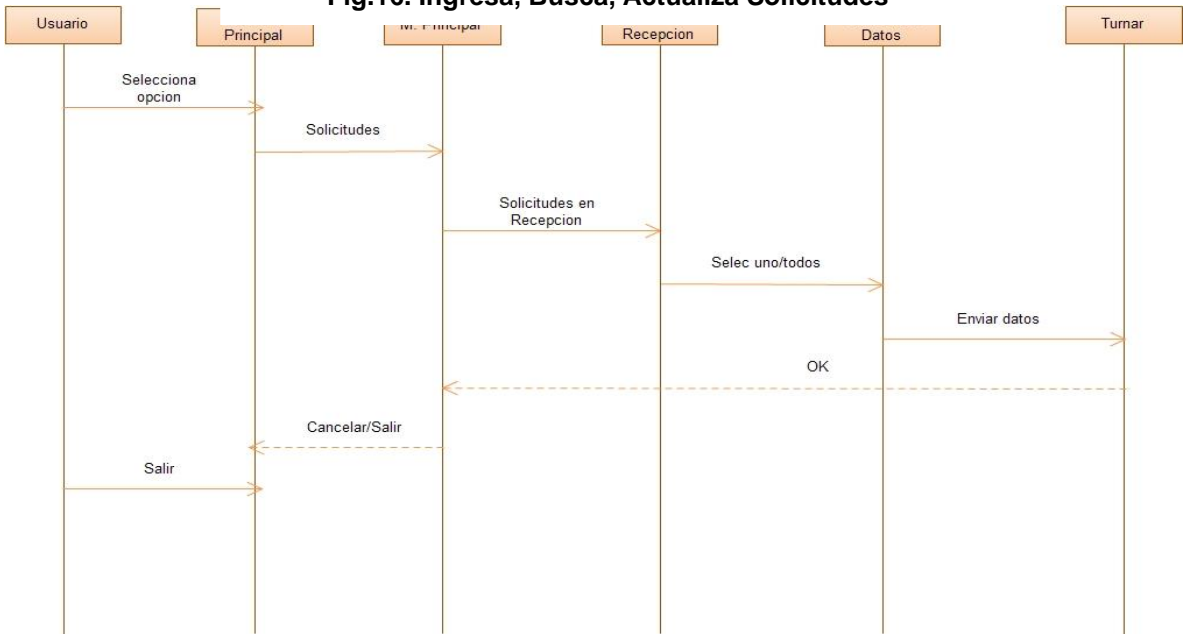 Fig.16. Ingresa, Busca, Actualiza Solicitudes
Usuario
Principal
M. Principal
Recepcion
Datos
Turnar
Selecciona
opcion
Solicitudes
Solicitudes en
Recepcion
Selec uno/todos
Enviar datos
OK
Cancelar/Salir
Salir